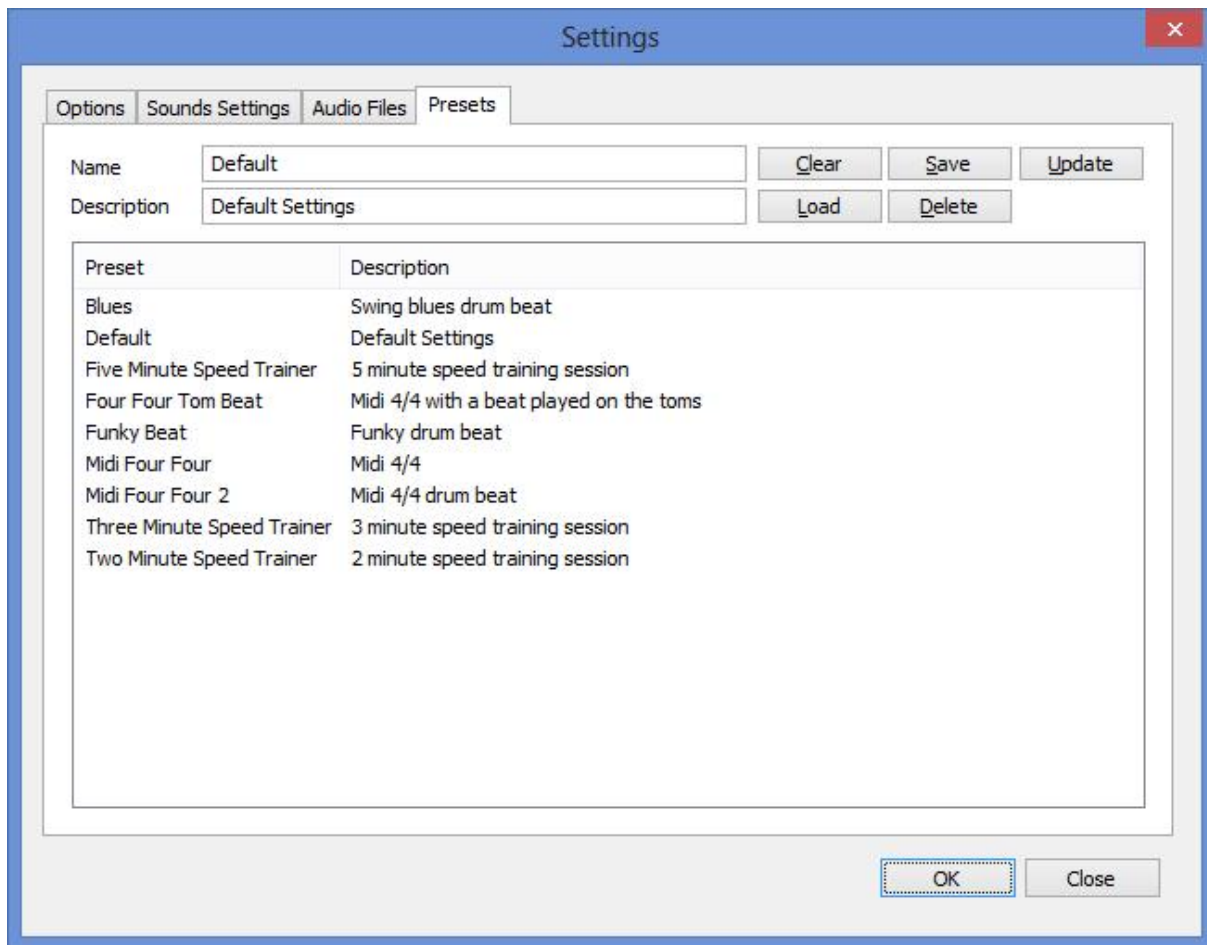 Settings
Options Sounds Settings Audio Files Presets
Name Default Clear Save Update
Description Default Settings Load Delete
Preset Description
Blues Swing blues drum beat
Default Default Settings
Five Minute Speed Trainer 5 minute speed training session
Four Four Tom Beat Midi 4/4 with a beat played on the toms
Funky Beat Funky drum beat
Midi Four Four Midi 4/4
Midi Four Four 2 Midi 4/4 drum beat
Three Minute Speed Trainer 3 minute speed training session
Two Minute Speed Trainer 2 minute speed training session
OK Close